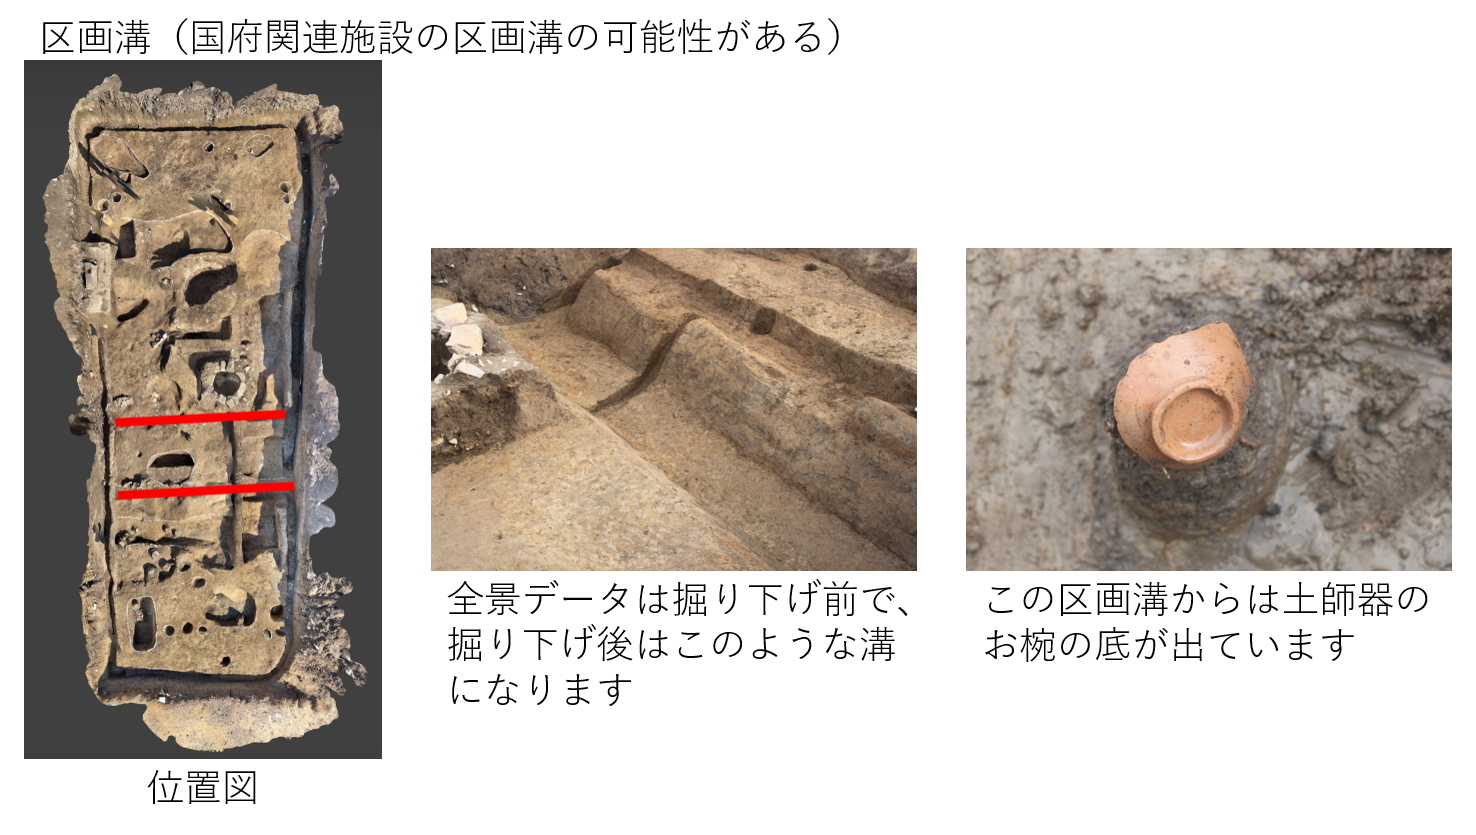 区画溝（国府関連施設の区画溝の可能性がある）
位置図
全景データは掘り下げ前で、
掘り下げ後はこのような溝
になります
この区画溝からは土師器の
お椀の底が出ています